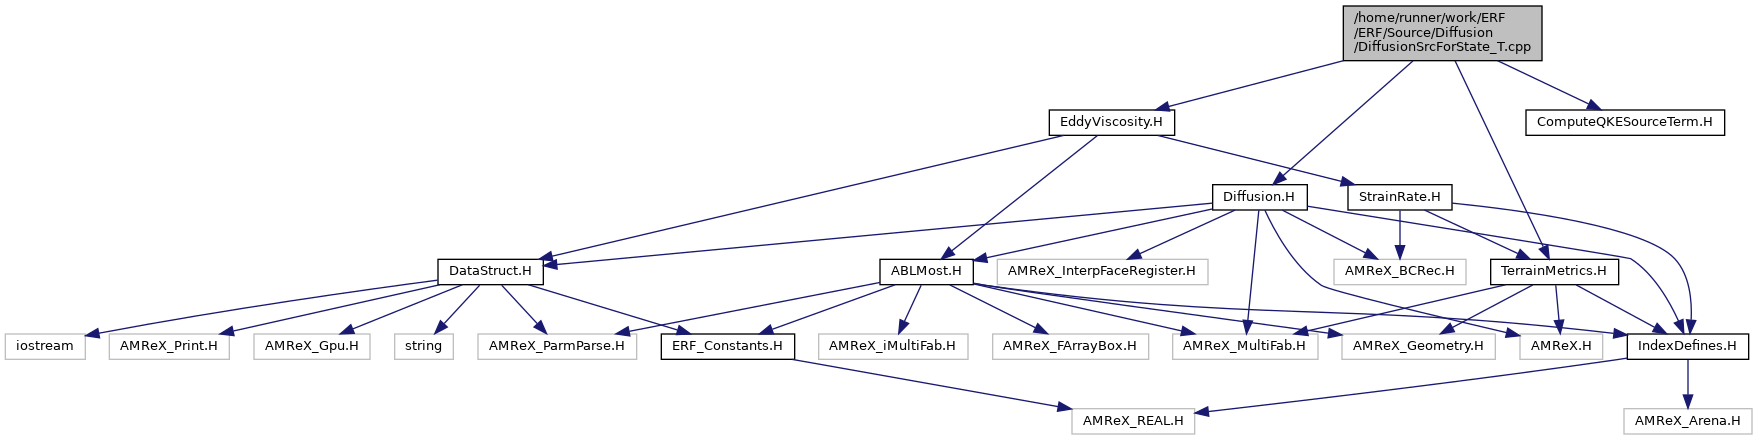 /home/runner/work/ERF
/ERF/Source/Diffusion
/DiffusionSrcForState_T.cpp
EddyViscosity.H
ComputeQKESourceTerm.H
Diffusion.H
StrainRate.H
DataStruct.H
ABLMost.H
AMReX_InterpFaceRegister.H
AMReX_BCRec.H
TerrainMetrics.H
iostream
AMReX_Print.H
AMReX_Gpu.H
string
AMReX_ParmParse.H
ERF_Constants.H
AMReX_iMultiFab.H
AMReX_FArrayBox.H
AMReX_MultiFab.H
AMReX_Geometry.H
AMReX.H
IndexDefines.H
AMReX_REAL.H
AMReX_Arena.H